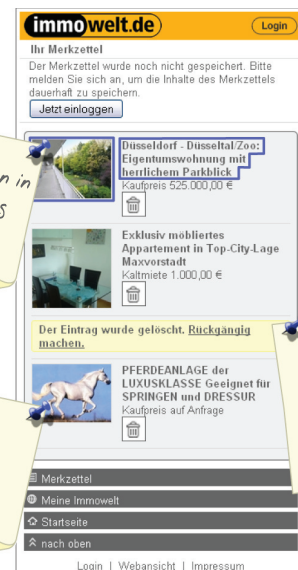 immowelt.de
Login
Ihr Merkzettel
Der Merkzettel wurde noch nicht gespeichert. Bitte
melden Sie sich an, um die Inhalte des Merkzettels
dauerhaft zu speichern.
Jetzt einloggen
n in
s
Düsseldorf - Düsseltal/Zoo:
Eigentumswohnung mit
herrlichem Parkblick
Kaufpreis 525.000,00 €
Exklusiv möbliertes
Appartement in Top-City-Lage
Maxvorstadt
Kaltmiete 1.000,00 €
Der Eintrag wurde gelöscht. Rückgängig
machen.
PFERDEANLAGE der
LUXUSKLASSE Geeignet für
SPRINGEN und DRESSUR
Kaufpreis auf Anfrage
Merkzettel
Meine Immowelt
Startseite
nach oben
Login | Webansicht | Impressum